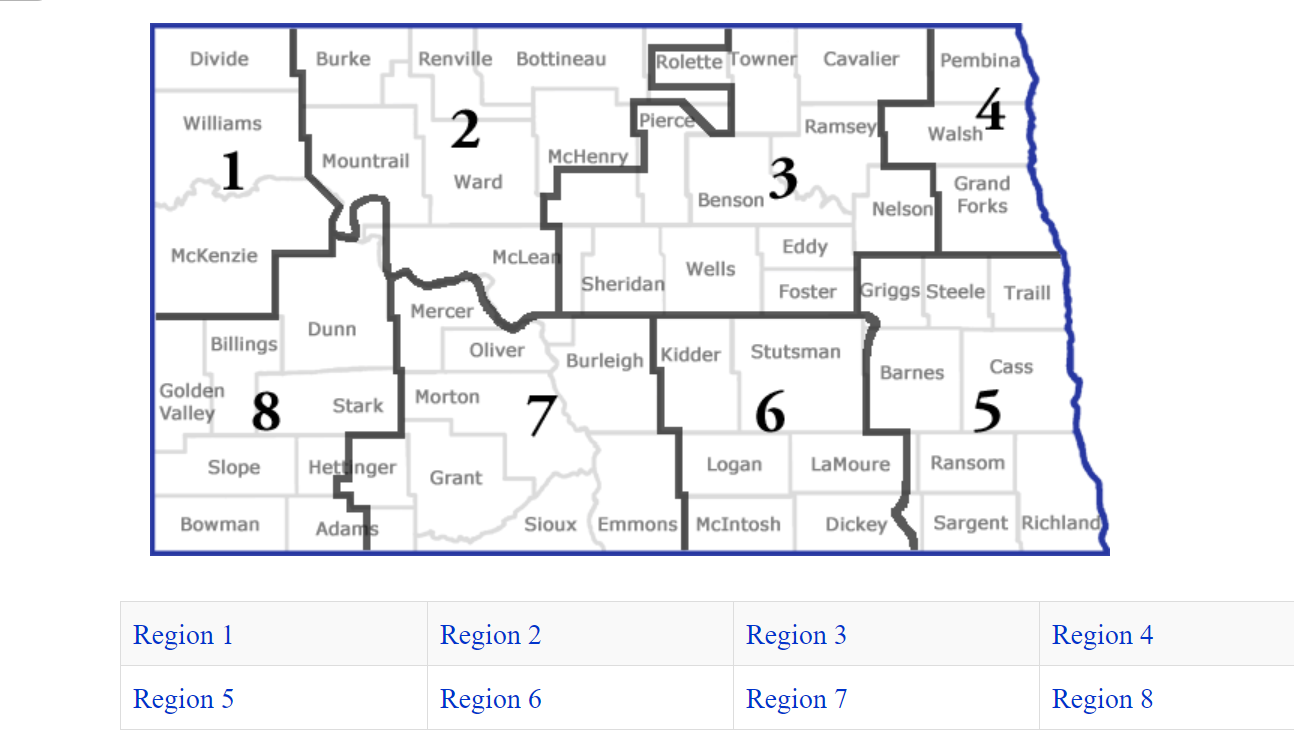 Divide
Burke
Renville
Bottineau
Rolette
Towner
Cavalier
Pembina
Williams
1
Mountrail
2
Ward
McHenry
Pierce
Ramsey
Walsh
4
3
Benson
Nelson
Grand
Forks
McKenzie
McLean
Sheridan
Wells
Eddy
Foster
Griggs
Steele
Traill
Mercer
Dunn
Billings
Oliver
Burleigh
Kidder
Stutsman
Barnes
Cass
Golden
Valley
8
Stark
Morton
7
6
5
Slope
Hettinger
Grant
Logan
LaMoure
Ransom
Bowman
Adams
Sioux
Emmons
McIntosh
Dickey
Sargent
Richland
Region 1
Region 2
Region 3
Region 4
Region 5
Region 6
Region 7
Region 8